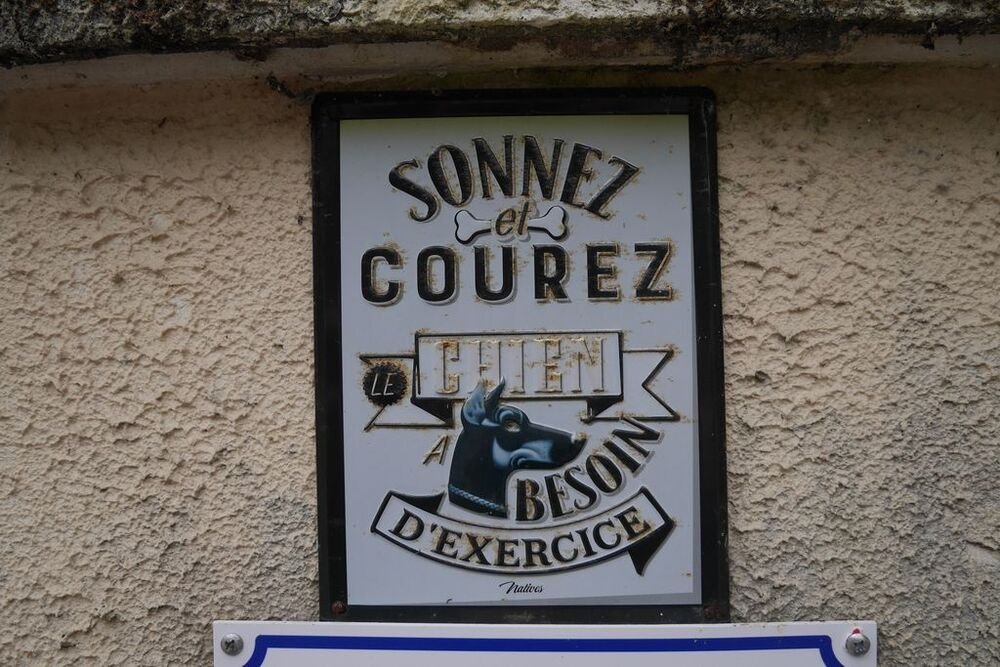 SONNEZ
et
COUREZ
LE CHIEN
A
BESOIN
D'EXERCICE
Natives